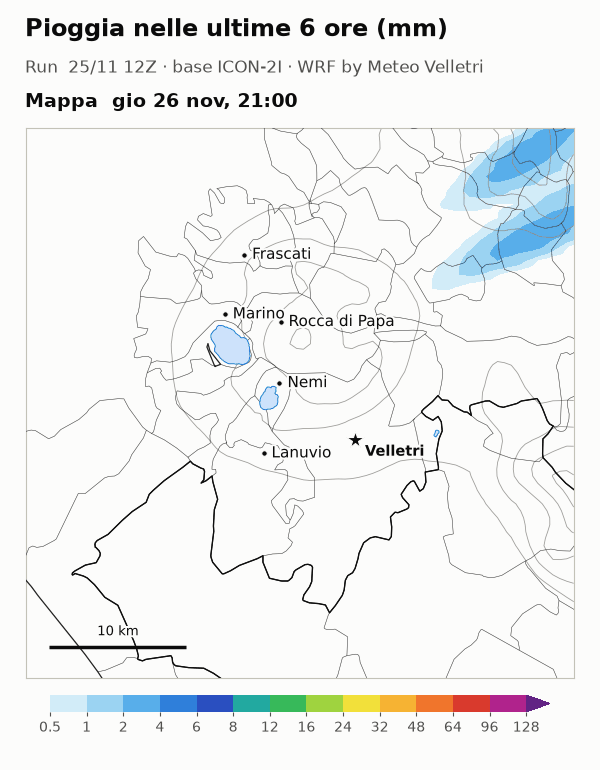 Pioggia nelle ultime 6 ore (mm)
Run  25/11 12Z · base ICON-2I · WRF by Meteo Velletri
Mappa  gio 26 nov, 21:00
Frascati
Marino
Rocca di Papa
Nemi
Velletri
Lanuvio
10 km
0.5 1 2 4 6 8 12 16 24 32 48 64 96 128